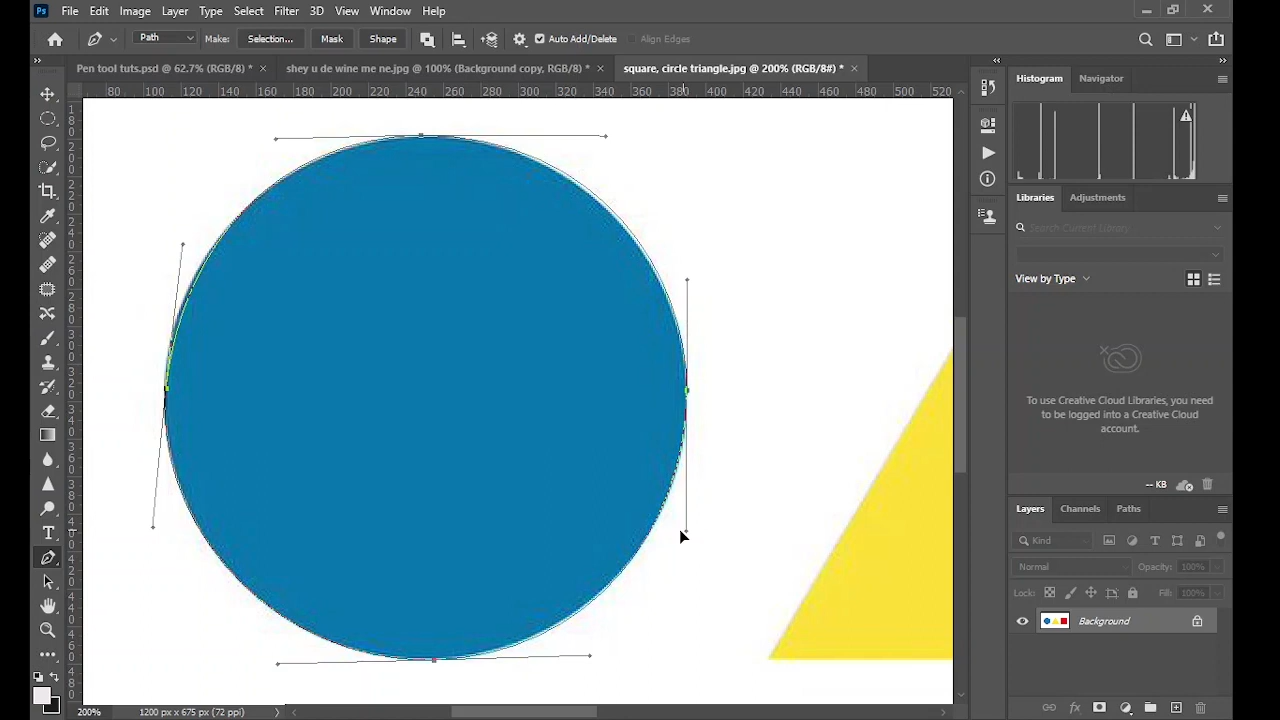 Ps File Edit Image Layer Type Select Filter 3D View Window Help
Path Make: Selection... Mask Shape Auto Add/Delete Align Edges
Pen tool tuts.psd @ 62.7% (RGB/8) * × shey u de wine me ne.jpg @ 100% (Background copy, RGB/8) * × square, circle triangle.jpg @ 200% (RGB/8#) * ×
80 100 120 140 160 180 200 220 240 260 280 300 320 340 360 380 400 420 440 460 480 500 520
Histogram Navigator
Libraries Adjustments
Search Current Library
View by Type
To use Creative Cloud Libraries, you
need to be logged into a Creative Cloud
account.
-- KB
Layers Channels Paths
Kind
Normal Opacity: 100%
Lock: Fill: 100%
Background
200% 1200 px x 675 px (72 ppi)